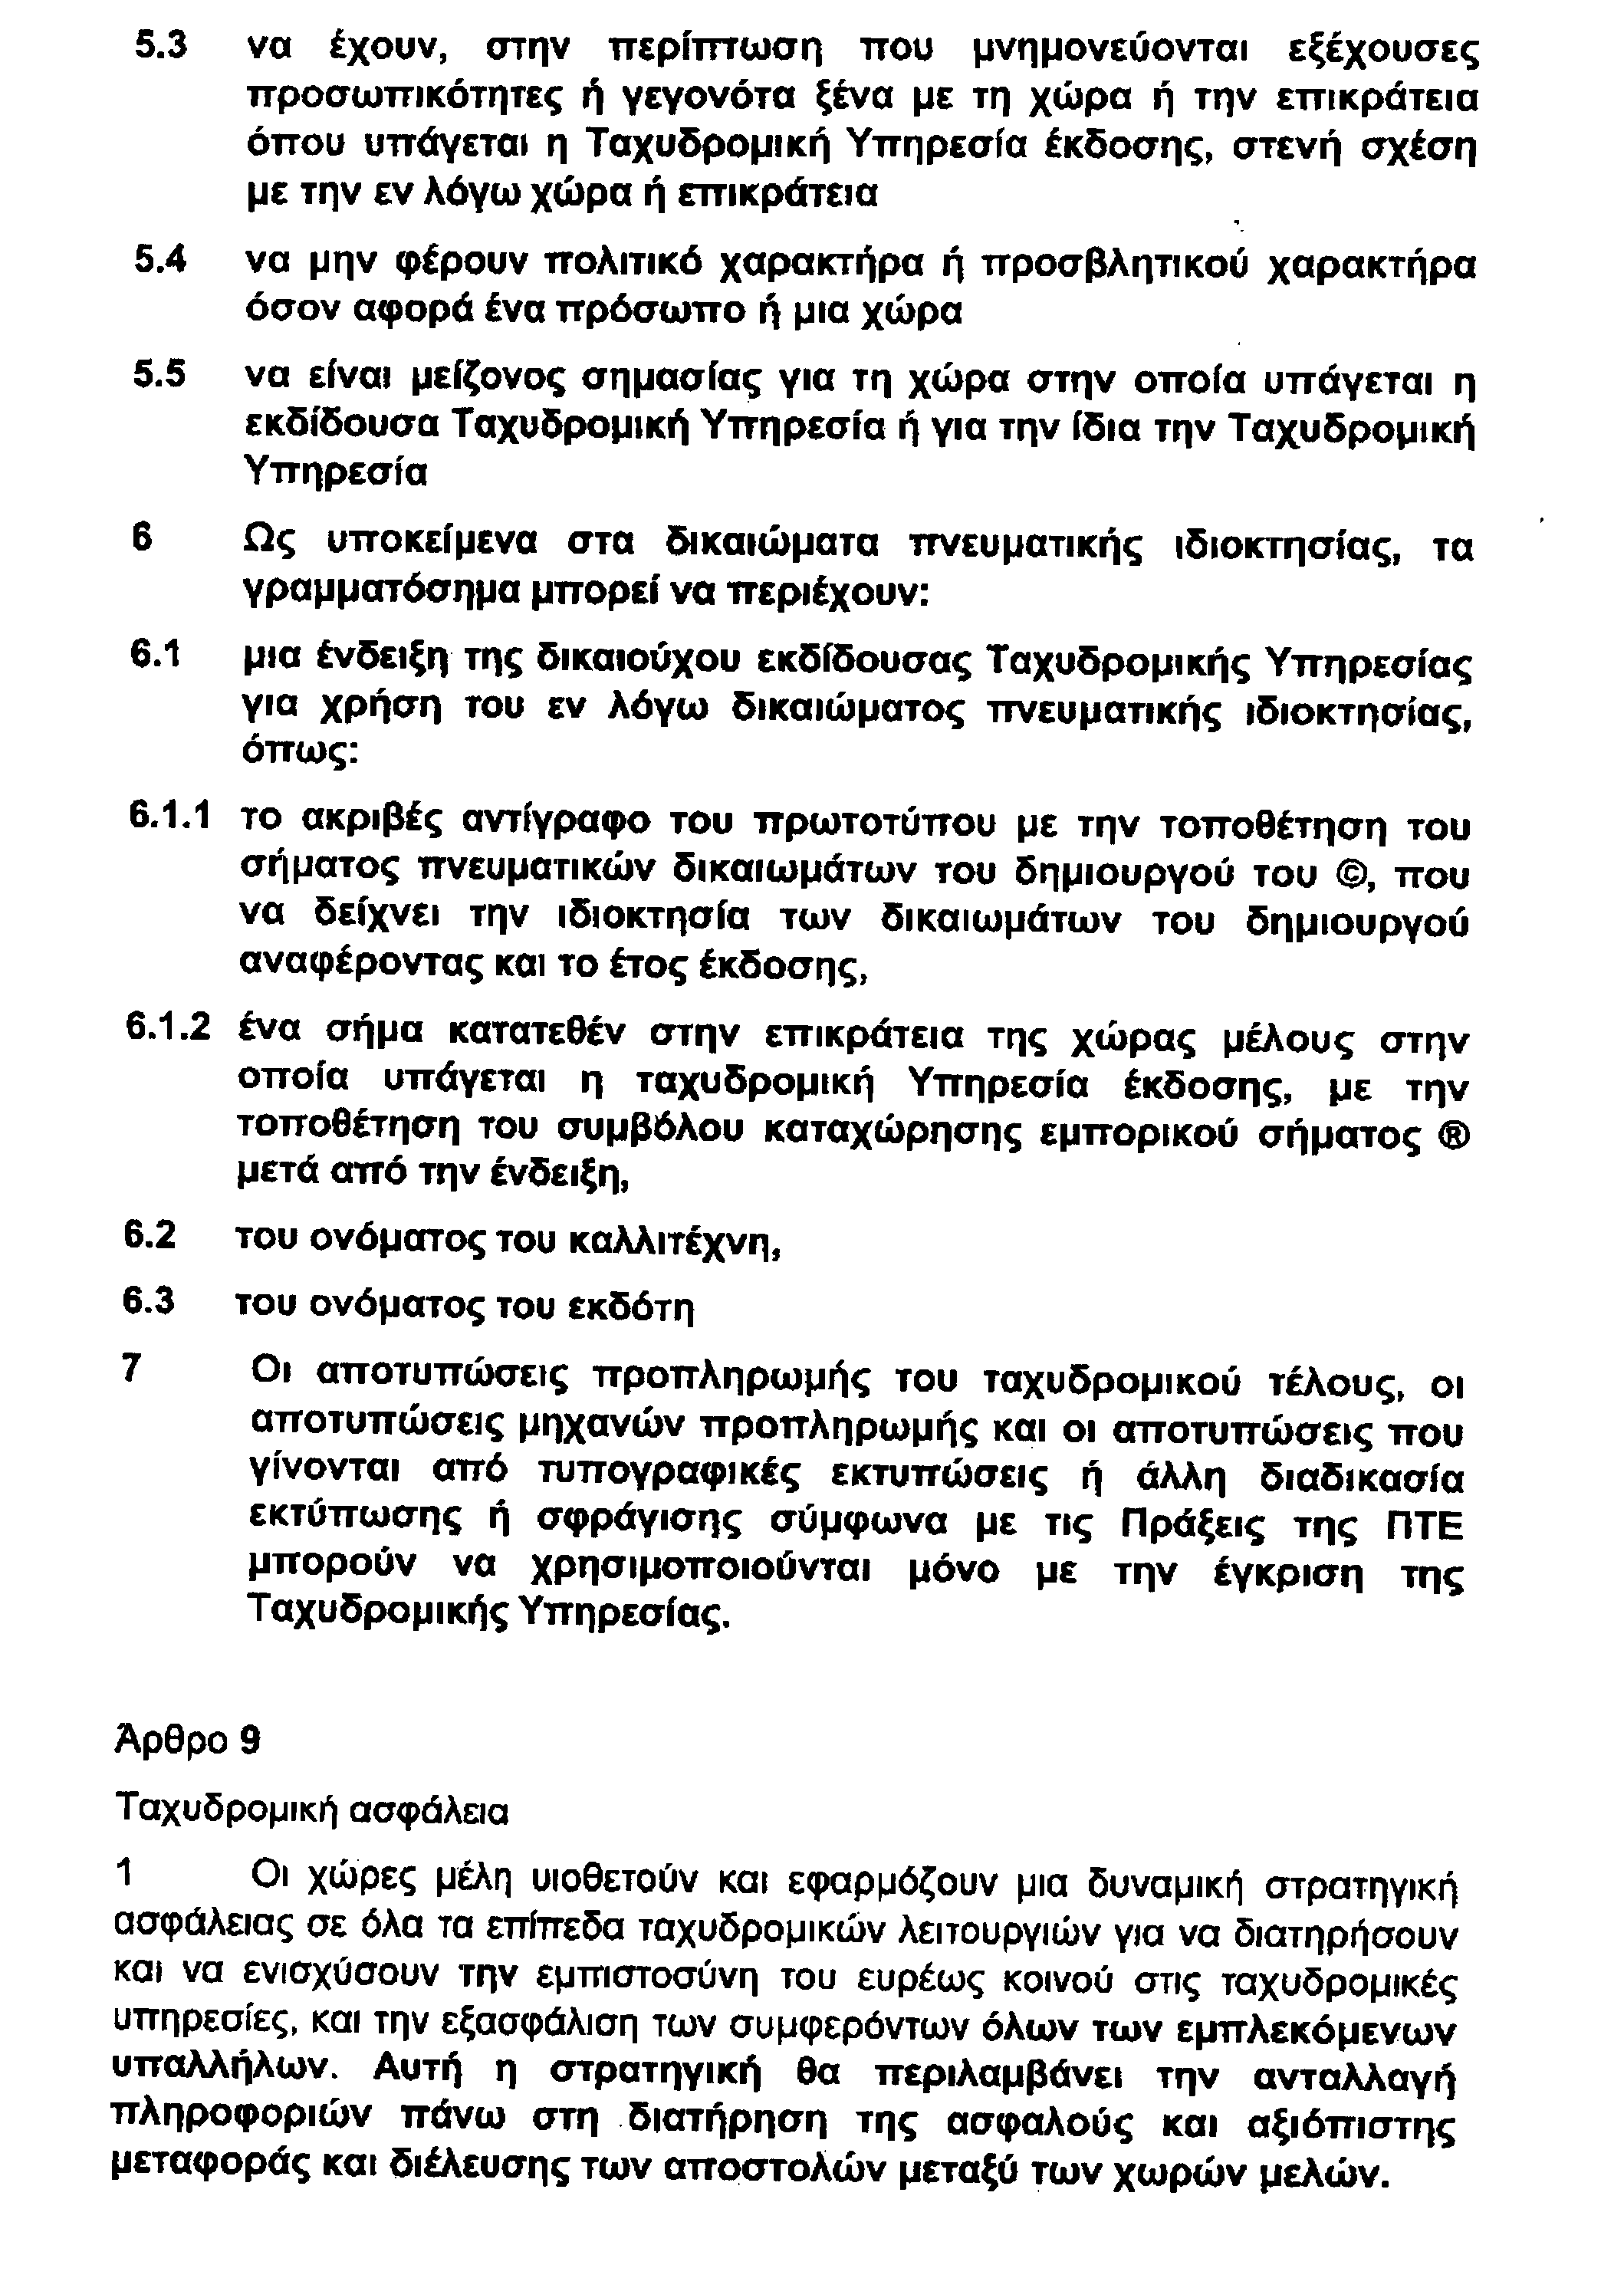 5.3 να έχουν, στην περίπτωση που μνημονεύονται εξέχουσες
προσωπικότητες ή γεγονότα ξένα με τη χώρα ή την επικράτεια
όπου υπάγεται η Ταχυδρομική Υπηρεσία έκδοσης, στενή σχέση
με την εν λόγω χώρα ή επικράτεια
5.4 να μην φέρουν πολιτικό χαρακτήρα ή προσβλητικού χαρακτήρα
όσον αφορά ένα πρόσωπο ή μια χώρα
5.5 να είναι μείζονος σημασίας για τη χώρα στην οποία υπάγεται η
εκδίδουσα Ταχυδρομική Υπηρεσία ή για την ίδια την Ταχυδρομική
Υπηρεσία
6 Ως υποκείμενα στα δικαιώματα πνευματικής ιδιοκτησίας, τα
γραμματόσημα μπορεί να περιέχουν:
6.1 μια ένδειξη της δικαιούχου εκδίδουσας Ταχυδρομικής Υπηρεσίας
για χρήση του εν λόγω δικαιώματος πνευματικής ιδιοκτησίας,
όπως:
6.1.1 το ακριβές αντίγραφο του πρωτοτύπου με την τοποθέτηση του
σήματος πνευματικών δικαιωμάτων του δημιουργού του ©, που
να δείχνει την ιδιοκτησία των δικαιωμάτων του δημιουργού
αναφέροντας και το έτος έκδοσης,
6.1.2 ένα σήμα κατατεθέν στην επικράτεια της χώρας μέλους στην
οποία υπάγεται η ταχυδρομική Υπηρεσία έκδοσης, με την
τοποθέτηση του συμβόλου καταχώρησης εμπορικού σήματος ®
μετά από την ένδειξη,
6.2 του ονόματος του καλλιτέχνη,
6.3 του ονόματος του εκδότη
7 Οι αποτυπώσεις προπληρωμής του ταχυδρομικού τέλους, οι
αποτυπώσεις μηχανών προπληρωμής και οι αποτυπώσεις που
γίνονται από τυπογραφικές εκτυπώσεις ή άλλη διαδικασία
εκτύπωσης ή σφράγισης σύμφωνα με τις Πράξεις της ΠΤΕ
μπορούν να χρησιμοποιούνται μόνο με την έγκριση της
Ταχυδρομικής Υπηρεσίας.
Άρθρο 9
Ταχυδρομική ασφάλεια
1 Οι χώρες μέλη υιοθετούν και εφαρμόζουν μια δυναμική στρατηγική
ασφάλειας σε όλα τα επίπεδα ταχυδρομικών λειτουργιών για να διατηρήσουν
και να ενισχύσουν την εμπιστοσύνη του ευρέως κοινού στις ταχυδρομικές
υπηρεσίες, και την εξασφάλιση των συμφερόντων όλων των εμπλεκόμενων
υπαλλήλων. Αυτή η στρατηγική θα περιλαμβάνει την ανταλλαγή
πληροφοριών πάνω στη διατήρηση της ασφαλούς και αξιόπιστης
μεταφοράς και διέλευσης των αποστολών μεταξύ των χωρών μελών.